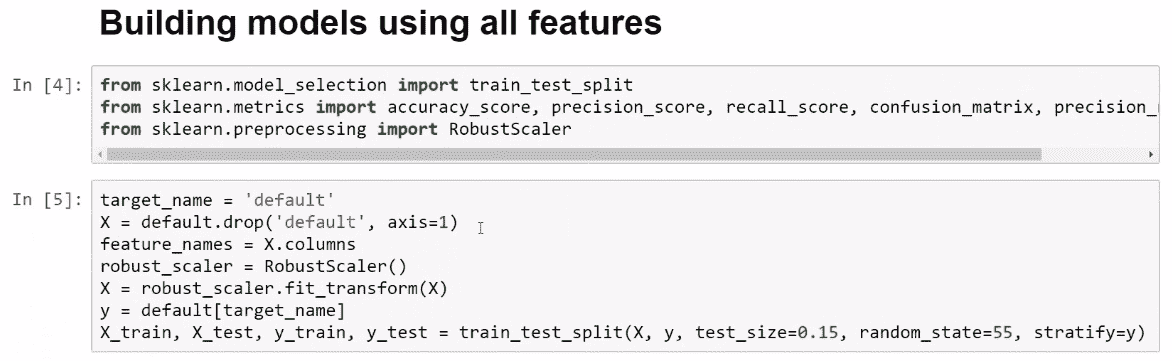 Building models using all features
In [4]: from sklearn.model_selection import train_test_split
from sklearn.metrics import accuracy_score, precision_score, recall_score, confusion_matrix,
from sklearn.preprocessing import RobustScaler
In [5]: target_name = 'default'
X = default.drop('default', axis=1)
feature_names = X.columns
robust_scaler = RobustScaler()
X = robust_scaler.fit_transform(X)
y = default[target_name]
X_train, X_test, y_train, y_test = train_test_split(X, y, test_size=0.15, random_state=55, stratify=y)